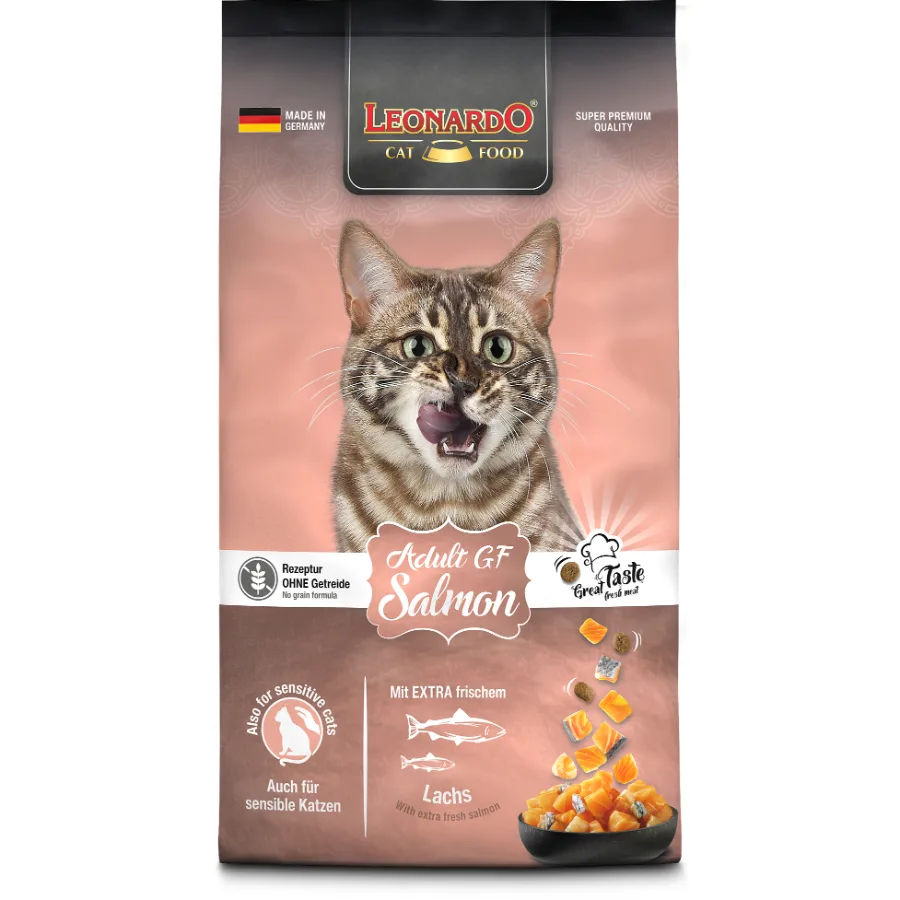 MADE IN
GERMANY
LEONARDO®
CAT FOOD
SUPER PREMIUM
QUALITY
Adult GF
Salmon
Rezeptur
OHNE Getreide
No grain formula
Great Taste
fresh meat
Also for sensitive cats
Auch für
sensible Katzen
Mit EXTRA frischem
Lachs
With extra fresh salmon